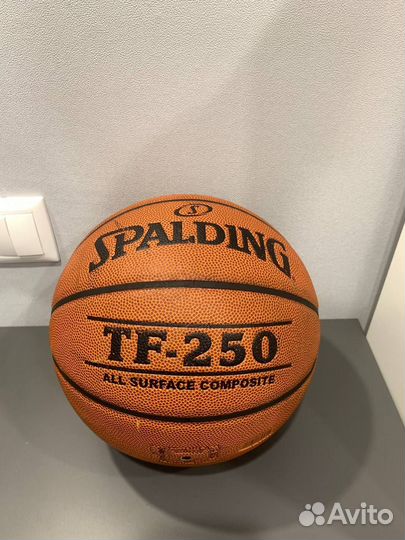 SPALDING
TF-250
ALL SURFACE COMPOSITE
Avito